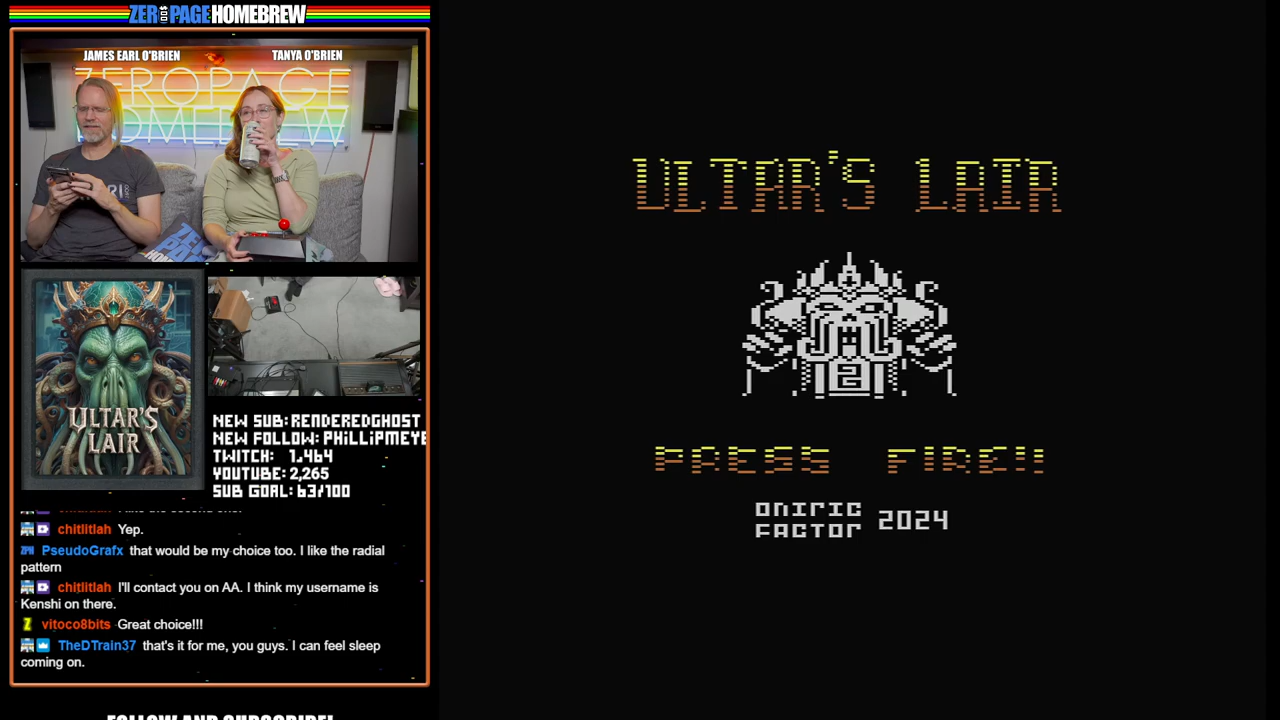 ZEROPAGE HOMEBREW
JAMES EARL O'BRIEN
TANYA O'BRIEN
ZEROPAGE
HOMEBREW
ULTAR'S
LAIR
NEW SUB: RENDEREDGHOST
NEW FOLLOW: PHILLIPMEYE
TWITCH: 1,464
YOUTUBE: 2,265
SUB GOAL: 63/100
chitlitlah Yep.
PseudoGrafx that would be my choice too. I like the radial
pattern
chitlitlah I'll contact you on AA. I think my username is
Kenshi on there.
vitoco8bits Great choice!!!
TheDTrain37 that's it for me, you guys. I can feel sleep
coming on.
FOLLOW AND SUBSCRIBE!
ULTAR'S LAIR
PRESS FIRE!!
ONIRIC
FACTOR 2024